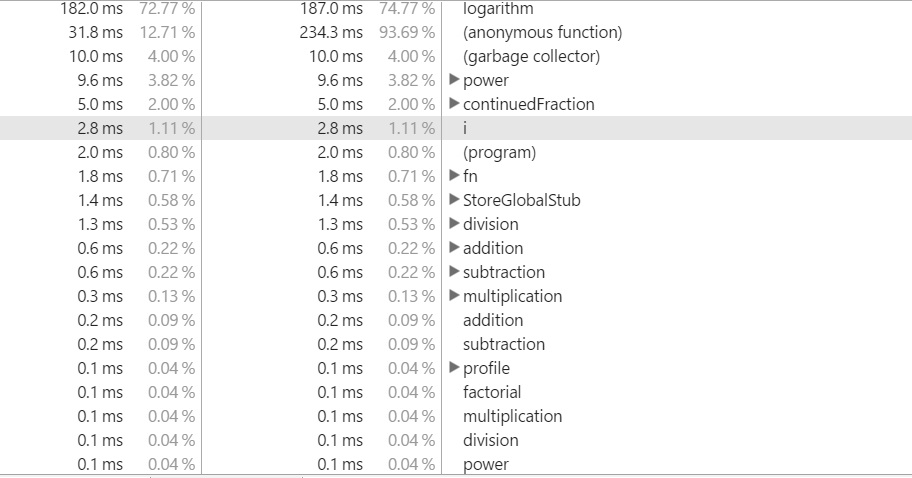 182.0 ms 72.77 % 187.0 ms 74.77 % logarithm
31.8 ms 12.71 % 234.3 ms 93.69 % (anonymous function)
10.0 ms 4.00 % 10.0 ms 4.00 % (garbage collector)
9.6 ms 3.82 % 9.6 ms 3.82 % power
5.0 ms 2.00 % 5.0 ms 2.00 % continuedFraction
2.8 ms 1.11 % 2.8 ms 1.11 % i
2.0 ms 0.80 % 2.0 ms 0.80 % (program)
1.8 ms 0.71 % 1.8 ms 0.71 % fn
1.4 ms 0.58 % 1.4 ms 0.58 % StoreGlobalStub
1.3 ms 0.53 % 1.3 ms 0.53 % division
0.6 ms 0.22 % 0.6 ms 0.22 % addition
0.6 ms 0.22 % 0.6 ms 0.22 % subtraction
0.3 ms 0.13 % 0.3 ms 0.13 % multiplication
0.2 ms 0.09 % 0.2 ms 0.09 % addition
0.2 ms 0.09 % 0.2 ms 0.09 % subtraction
0.1 ms 0.04 % 0.1 ms 0.04 % profile
0.1 ms 0.04 % 0.1 ms 0.04 % factorial
0.1 ms 0.04 % 0.1 ms 0.04 % multiplication
0.1 ms 0.04 % 0.1 ms 0.04 % division
0.1 ms 0.04 % 0.1 ms 0.04 % power